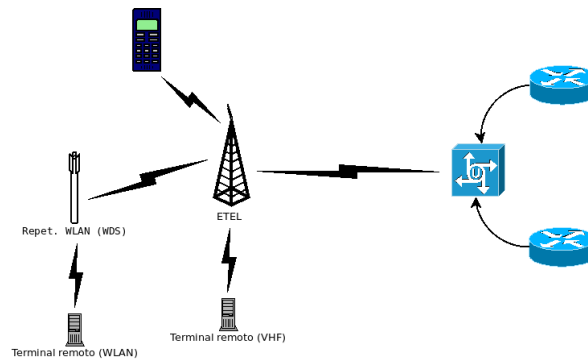 ETEL
Repet. WLAN (WDS)
Terminal remoto (VHF)
Terminal remoto (WLAN)